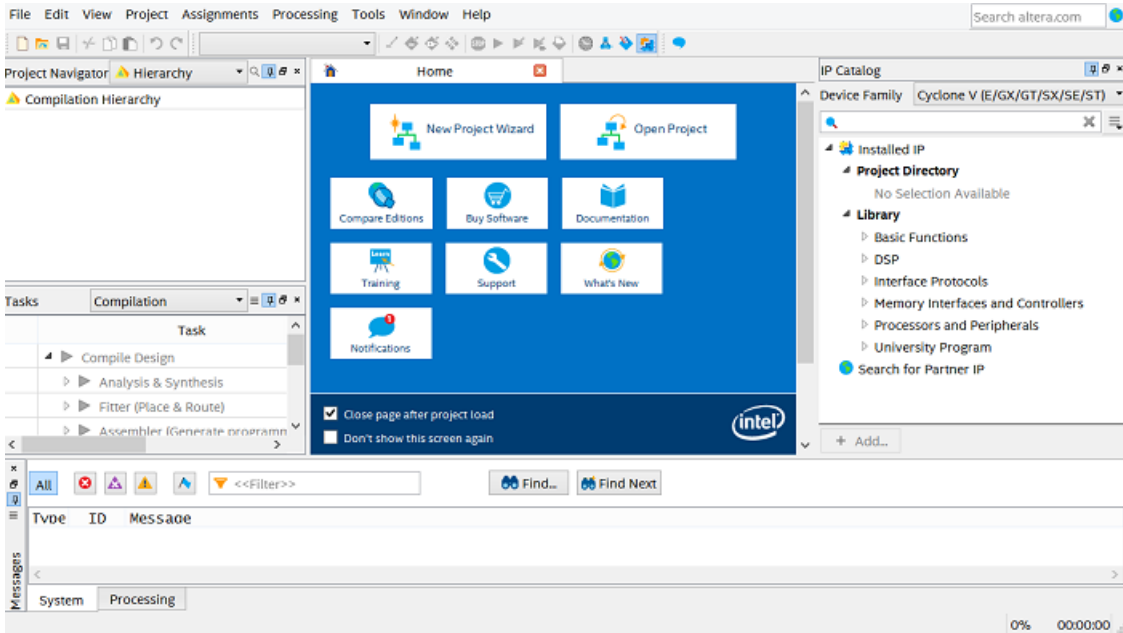 File Edit View Project Assignments Processing Tools Window Help
Search altera.com
Project Navigator Hierarchy
Compilation Hierarchy
Home
New Project Wizard
Open Project
Compare Editions
Buy Software
Documentation
Learn
Training
Support
What's New
1
Notifications
Close page after project load
Don't show this screen again
intel
IP Catalog
Device Family Cyclone V (E/GX/GT/SX/SE/ST)
Installed IP
Project Directory
No Selection Available
Library
Basic Functions
DSP
Interface Protocols
Memory Interfaces and Controllers
Processors and Peripherals
University Program
Search for Partner IP
+ Add...
Tasks Compilation
Task
Compile Design
Analysis & Synthesis
Fitter (Place & Route)
Assembler (Generate programm
All <<Filter>> Find... Find Next
Type ID Message
Messages
System Processing
0% 00:00:00